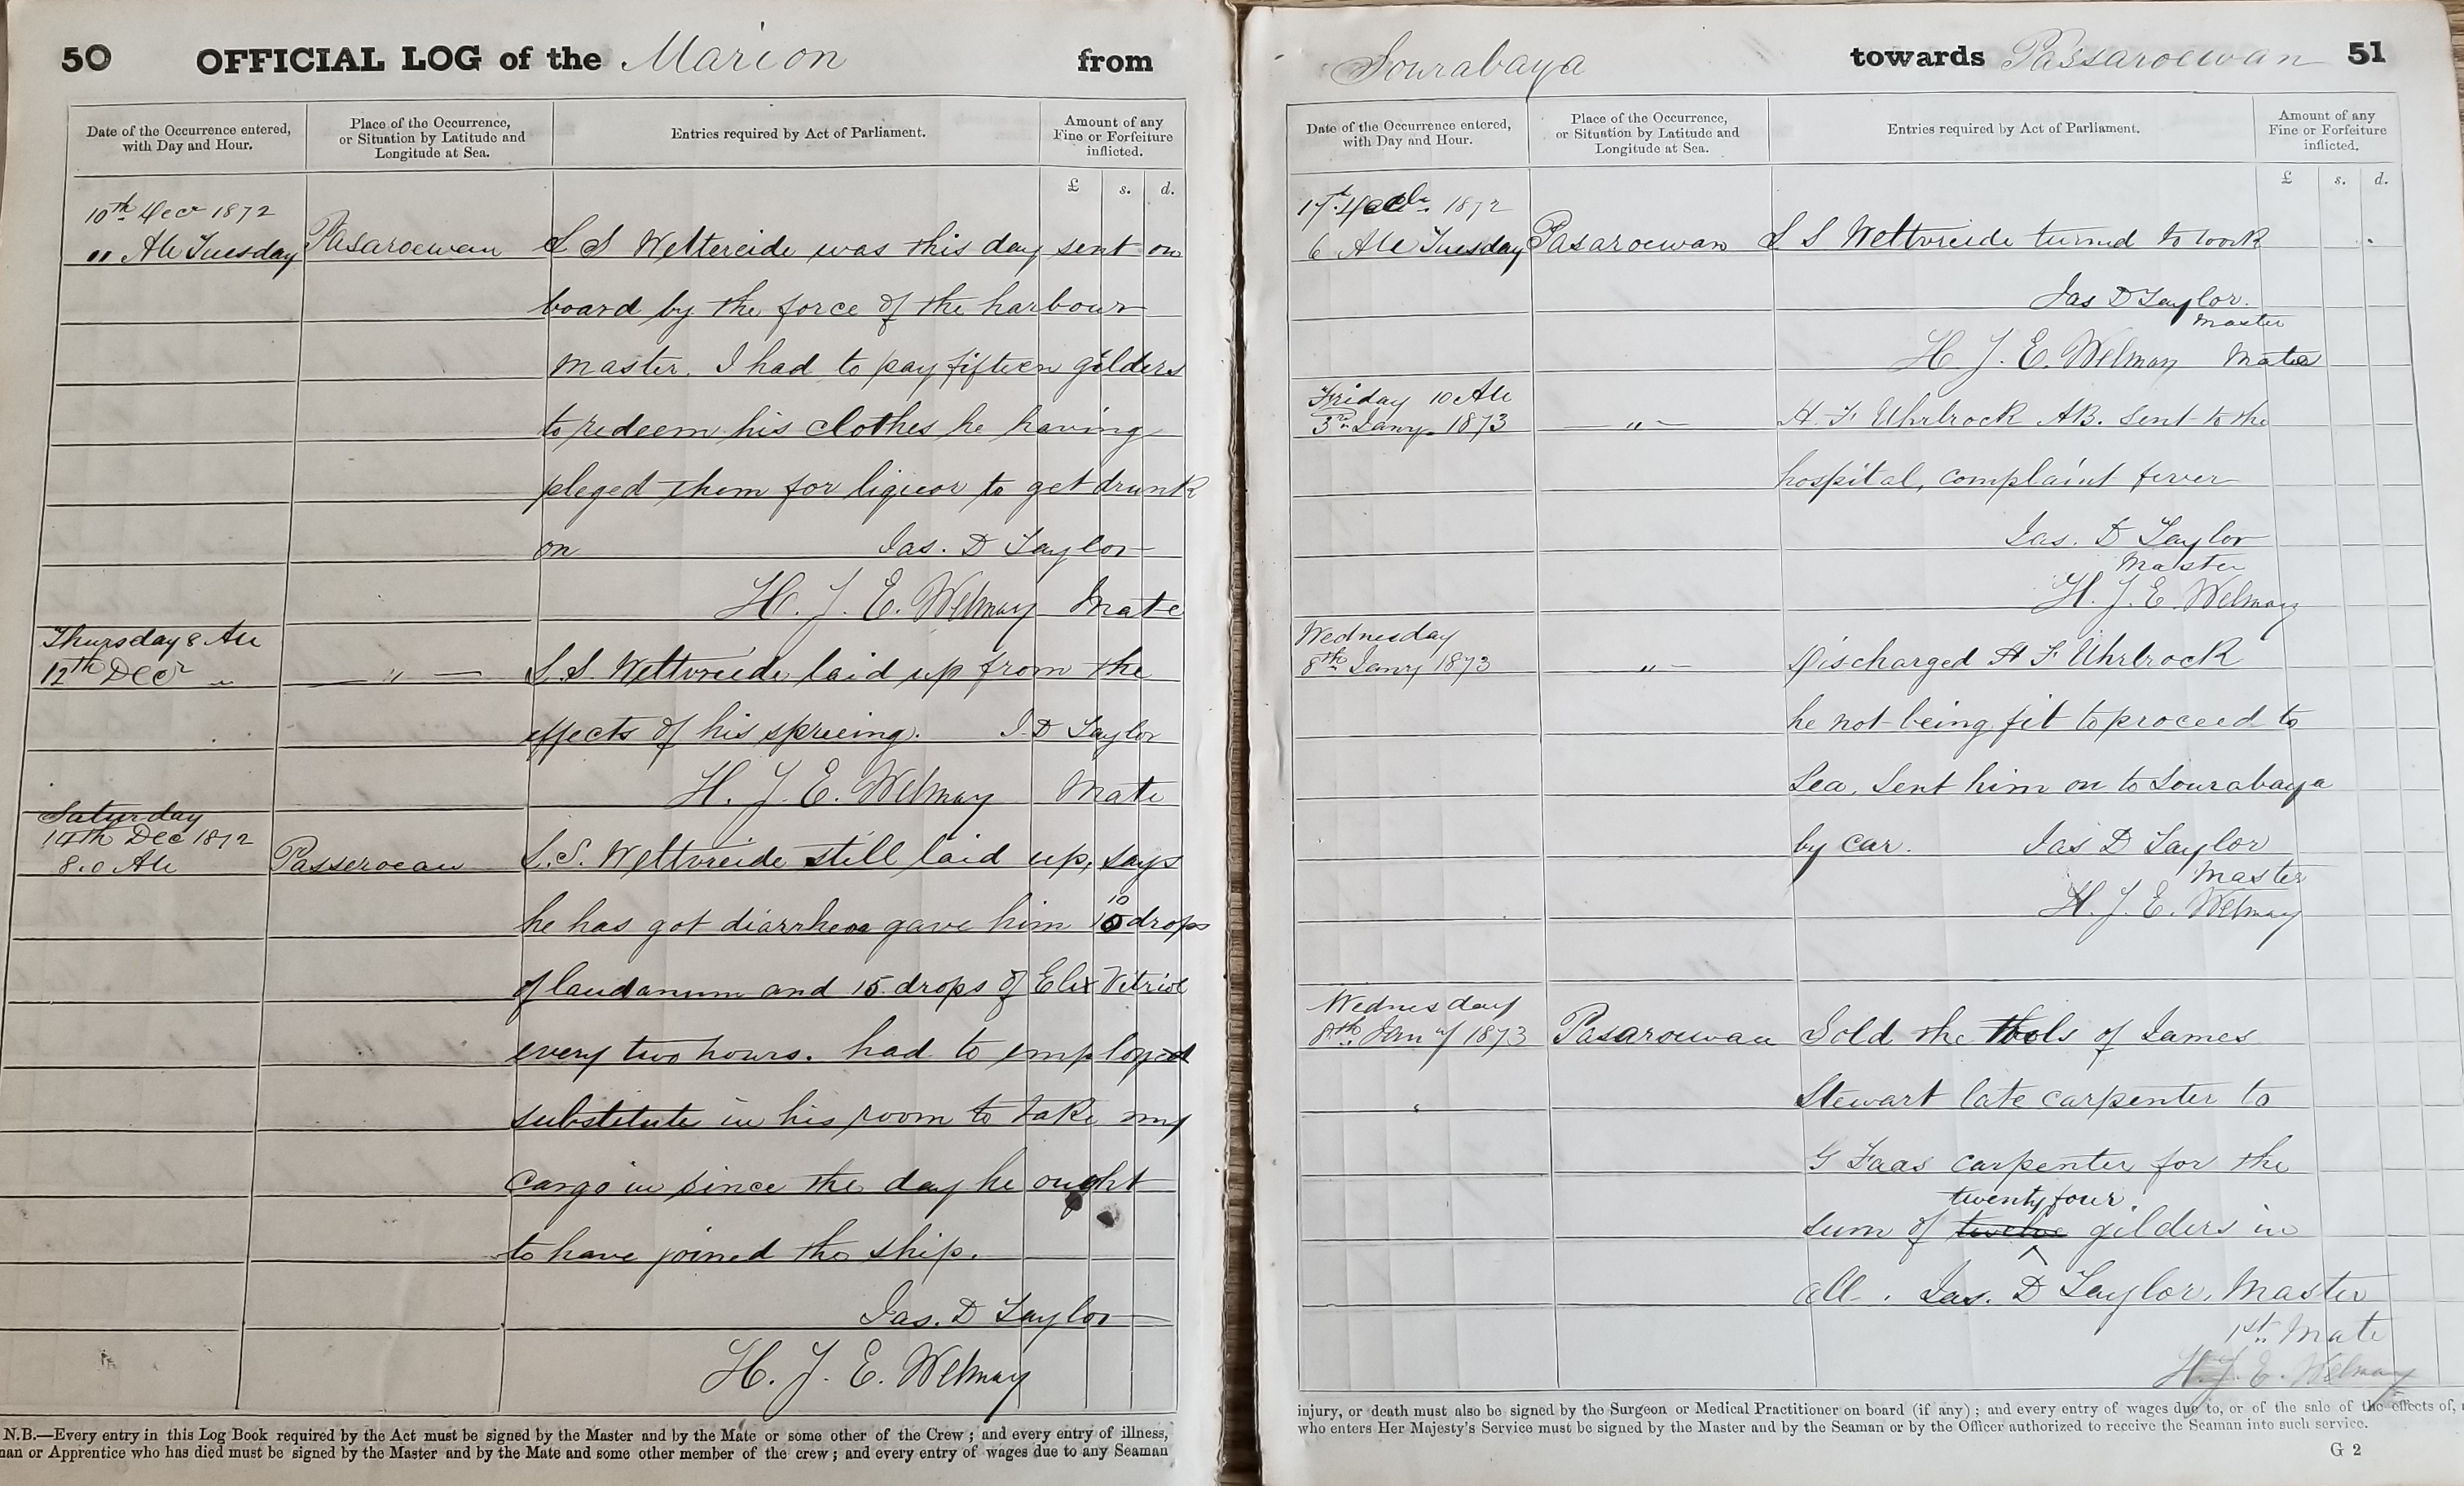 50 OFFICIAL LOG of the Marion from
Date of the Occurrence entered, with Day and Hour.
Place of the Occurrence, or Situation by Latitude and Longitude at Sea.
Entries required by Act of Parliament.
Amount of any Fine or Forfeiture inflicted.
£ s. d.
10th Decr 1872
" AM Tuesday Pasaroewan S S Weltvreide was this day sent on
board by the force of the harbour
master. I had to pay fifteen gilders
to redeem his clothes he having
pleged them for liquor to get drunk
on Jas. D Taylor
H. J. E. Welmay Mate
Thursday 8 AM
12th Decr " — " — S. S. Weltvreide laid up from the
effects of his spreeing. J. D Taylor
H. J. E. Welmay Mate
Saturday
14th Dec 1872
8.0 AM Passeroean S. S. Weltvreide still laid up, says
10
he has got diarrhea gave him drops
of laudanum and 15 drops of Elix Vitriol
every two hours. had to employed
substitute in his room to take my
cargo in since the day he ought
to have joined the ship.
Jas. D Taylor
H. J. E. Welmay
N.B.—Every entry in this Log Book required by the Act must be signed by the Master and by the Mate or some other of the Crew; and every entry of illness,
man or Apprentice who has died must be signed by the Master and by the Mate and some other member of the crew; and every entry of wages due to any Seaman
Sourabaya towards Passaroewan 51
Date of the Occurrence entered, with Day and Hour.
Place of the Occurrence, or Situation by Latitude and Longitude at Sea.
Entries required by Act of Parliament.
Amount of any Fine or Forfeiture inflicted.
£ s. d.
17th 1872
6 AM Tuesday Pasaroewan S S Weltvreide turned to work
Jas D Taylor.
Master
H. J. E. Welmay Mate
Friday 10 AM
3rd Jany. 1873 — " — H. F Uhrbrock AB. sent to the
hospital, complaint fever
Jas. D Taylor
Master
H. J. E. Welmay
Wednesday
8th Jany 1873 " — Discharged H F Uhrbrock
he not being fit to proceed to
Sea, Sent him on to Sourabaya
by car. Jas D Taylor
Master
H. J. E. Welmay
Wednesday
8th Jany 1873 Pasarouwau Sold the tools of James
Stewart late carpenter to
G Faas carpenter for the
twenty four.
sum of twelve gilders in
all. Jas. D Taylor, Master
1st Mate
H. J. E. Welmay
injury, or death must also be signed by the Surgeon or Medical Practitioner on board (if any); and every entry of wages due to, or of the sale of the effects of,
who enters Her Majesty's Service must be signed by the Master and by the Seaman or by the Officer authorized to receive the Seaman into such service.
G 2